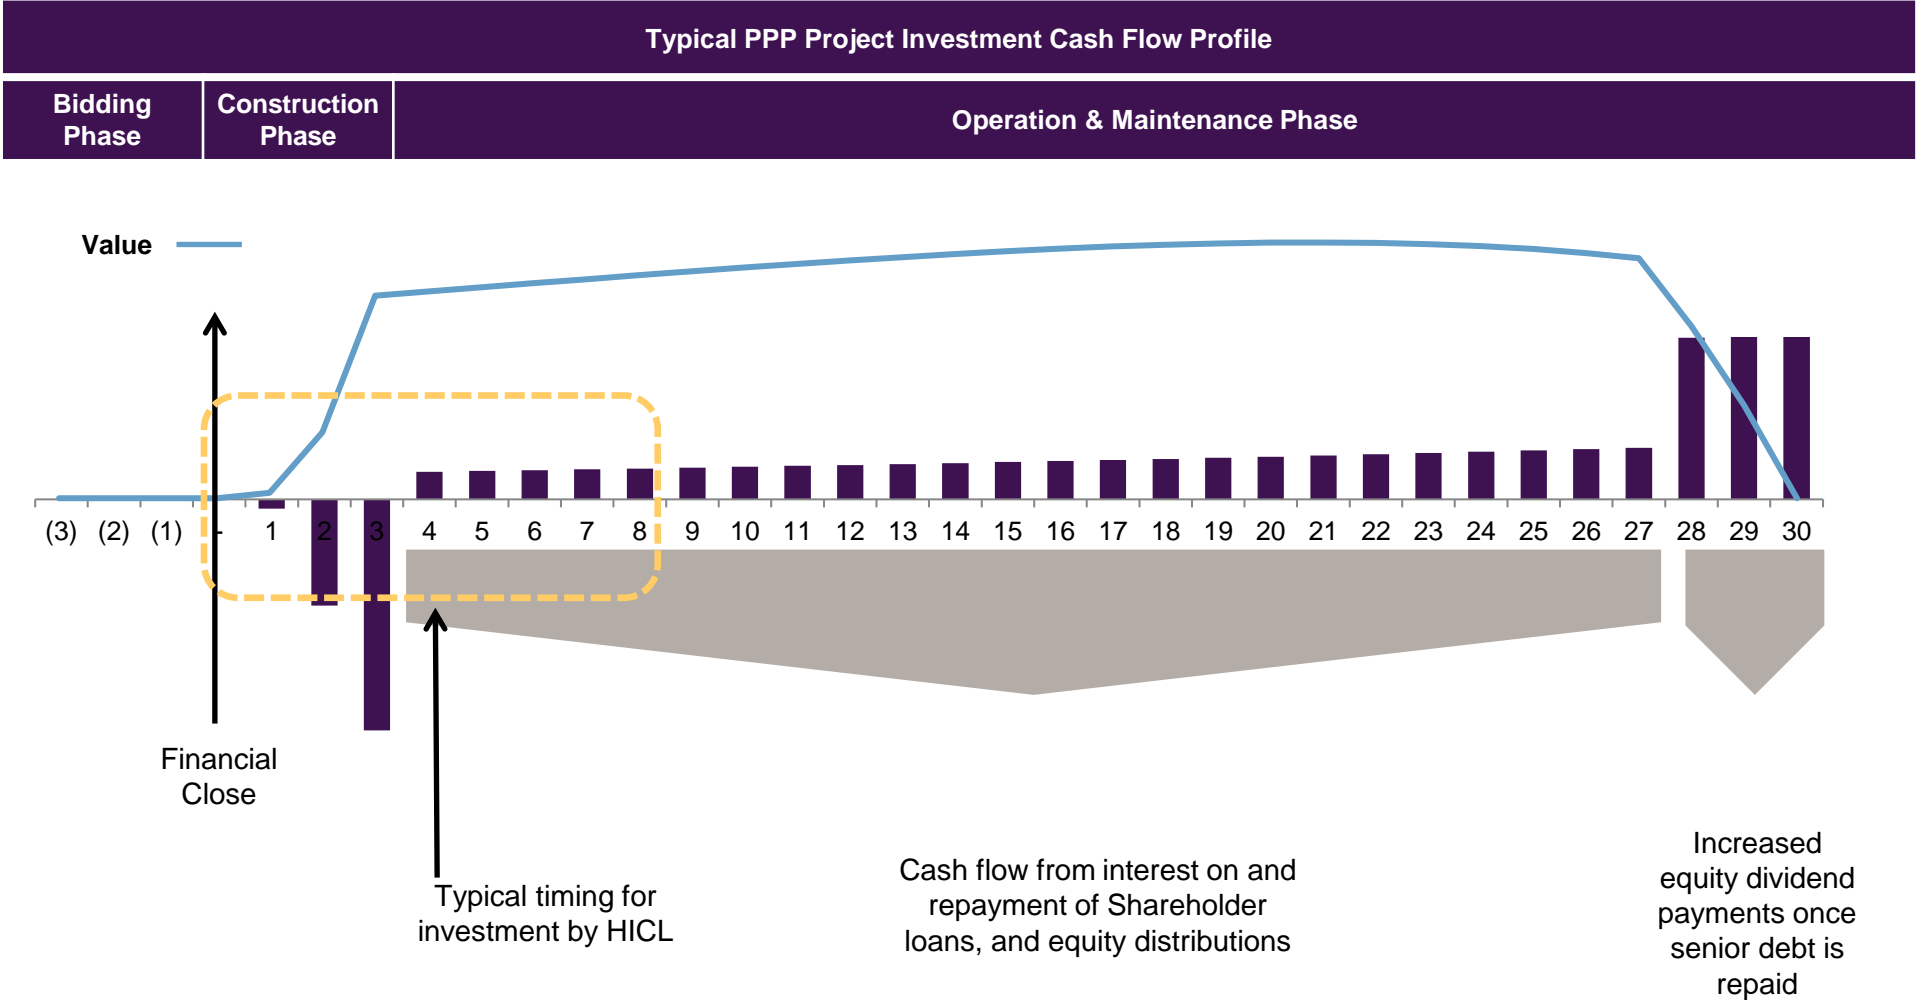 Typical PPP Project Investment Cash Flow Profile
Bidding
Phase
Construction
Phase
Operation & Maintenance Phase
Value
(3) (2) (1) - 1 2 3 4 5 6 7 8 9 10 11 12 13 14 15 16 17 18 19 20 21 22 23 24 25 26 27 28 29 30
Financial
Close
Typical timing for
investment by HICL
Cash flow from interest on and
repayment of Shareholder
loans, and equity distributions
Increased
equity dividend
payments once
senior debt is
repaid